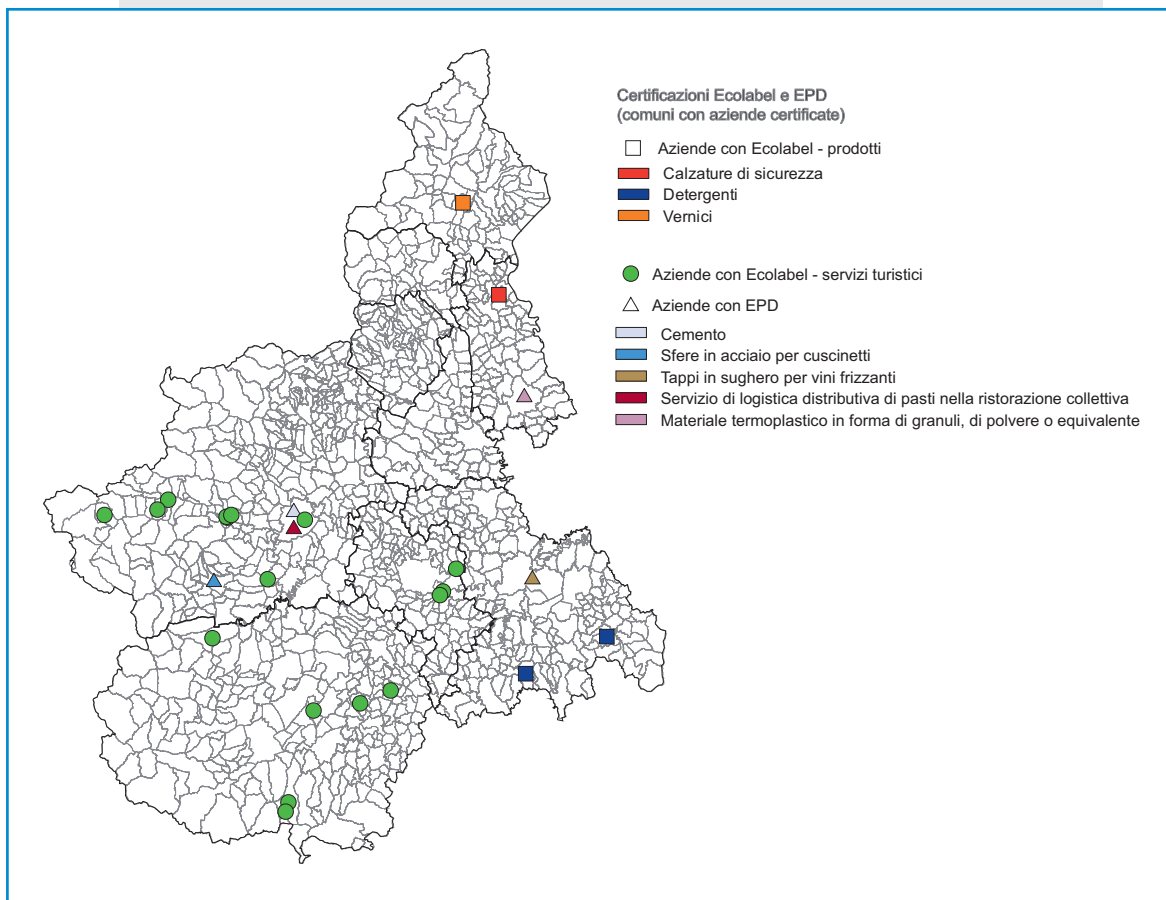 Certificazioni Ecolabel e EPD
(comuni con aziende certificate)
Aziende con Ecolabel - prodotti
Calzature di sicurezza
Detergenti
Vernici
Aziende con Ecolabel - servizi turistici
Aziende con EPD
Cemento
Sfere in acciaio per cuscinetti
Tappi in sughero per vini frizzanti
Servizio di logistica distributiva di pasti nella ristorazione collettiva
Materiale termoplastico in forma di granuli, di polvere o equivalente